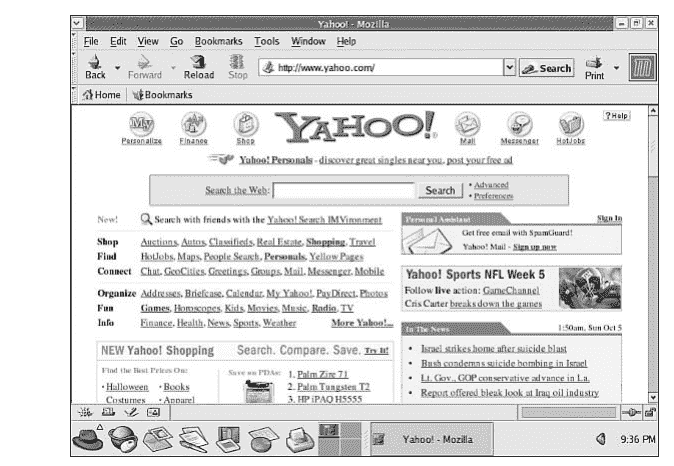 Yahoo! - Mozilla
File Edit View Go Bookmarks Tools Window Help
Back Forward Reload Stop http://www.yahoo.com/ Search Print
Home Bookmarks
My YAHOO! ?Help
Personalize Finance Shop Mail Messenger HotJobs
Yahoo! Personals - discover great singles near you, post your free ad
Search the Web: Search • Advanced
• Preferences
New! Search with friends with the Yahoo! Search IMVironment
Shop Auctions, Autos, Classifieds, Real Estate, Shopping, Travel
Find HotJobs, Maps, People Search, Personals, Yellow Pages
Connect Chat, GeoCities, Greetings, Groups, Mail, Messenger, Mobile
Organize Addresses, Briefcase, Calendar, My Yahoo!, PayDirect, Photos
Fun Games, Horoscopes, Kids, Movies, Music, Radio, TV
Info Finance, Health, News, Sports, Weather More Yahoo!...
NEW Yahoo! Shopping Search. Compare. Save. Try It!
Find the Best Prices On:
· Halloween · Books
Costumes · Apparel
Save on PDAs:
1. Palm Zire 71
2. Palm Tungsten T2
3. HP iPAQ H5555
Personal Assistant Sign In
Get free email with SpamGuard!
Yahoo! Mail - Sign up now
Yahoo! Sports NFL Week 5
Follow live action: GameChannel
Cris Carter breaks down the games
In The News 1:50am, Sun Oct 5
• Israel strikes home after suicide blast
• Bush condemns suicide bombing in Israel
• Lt. Gov., GOP conservative advance in La.
• Report offered bleak look at Iraq oil industry
Yahoo! - Mozilla 9:36 PM